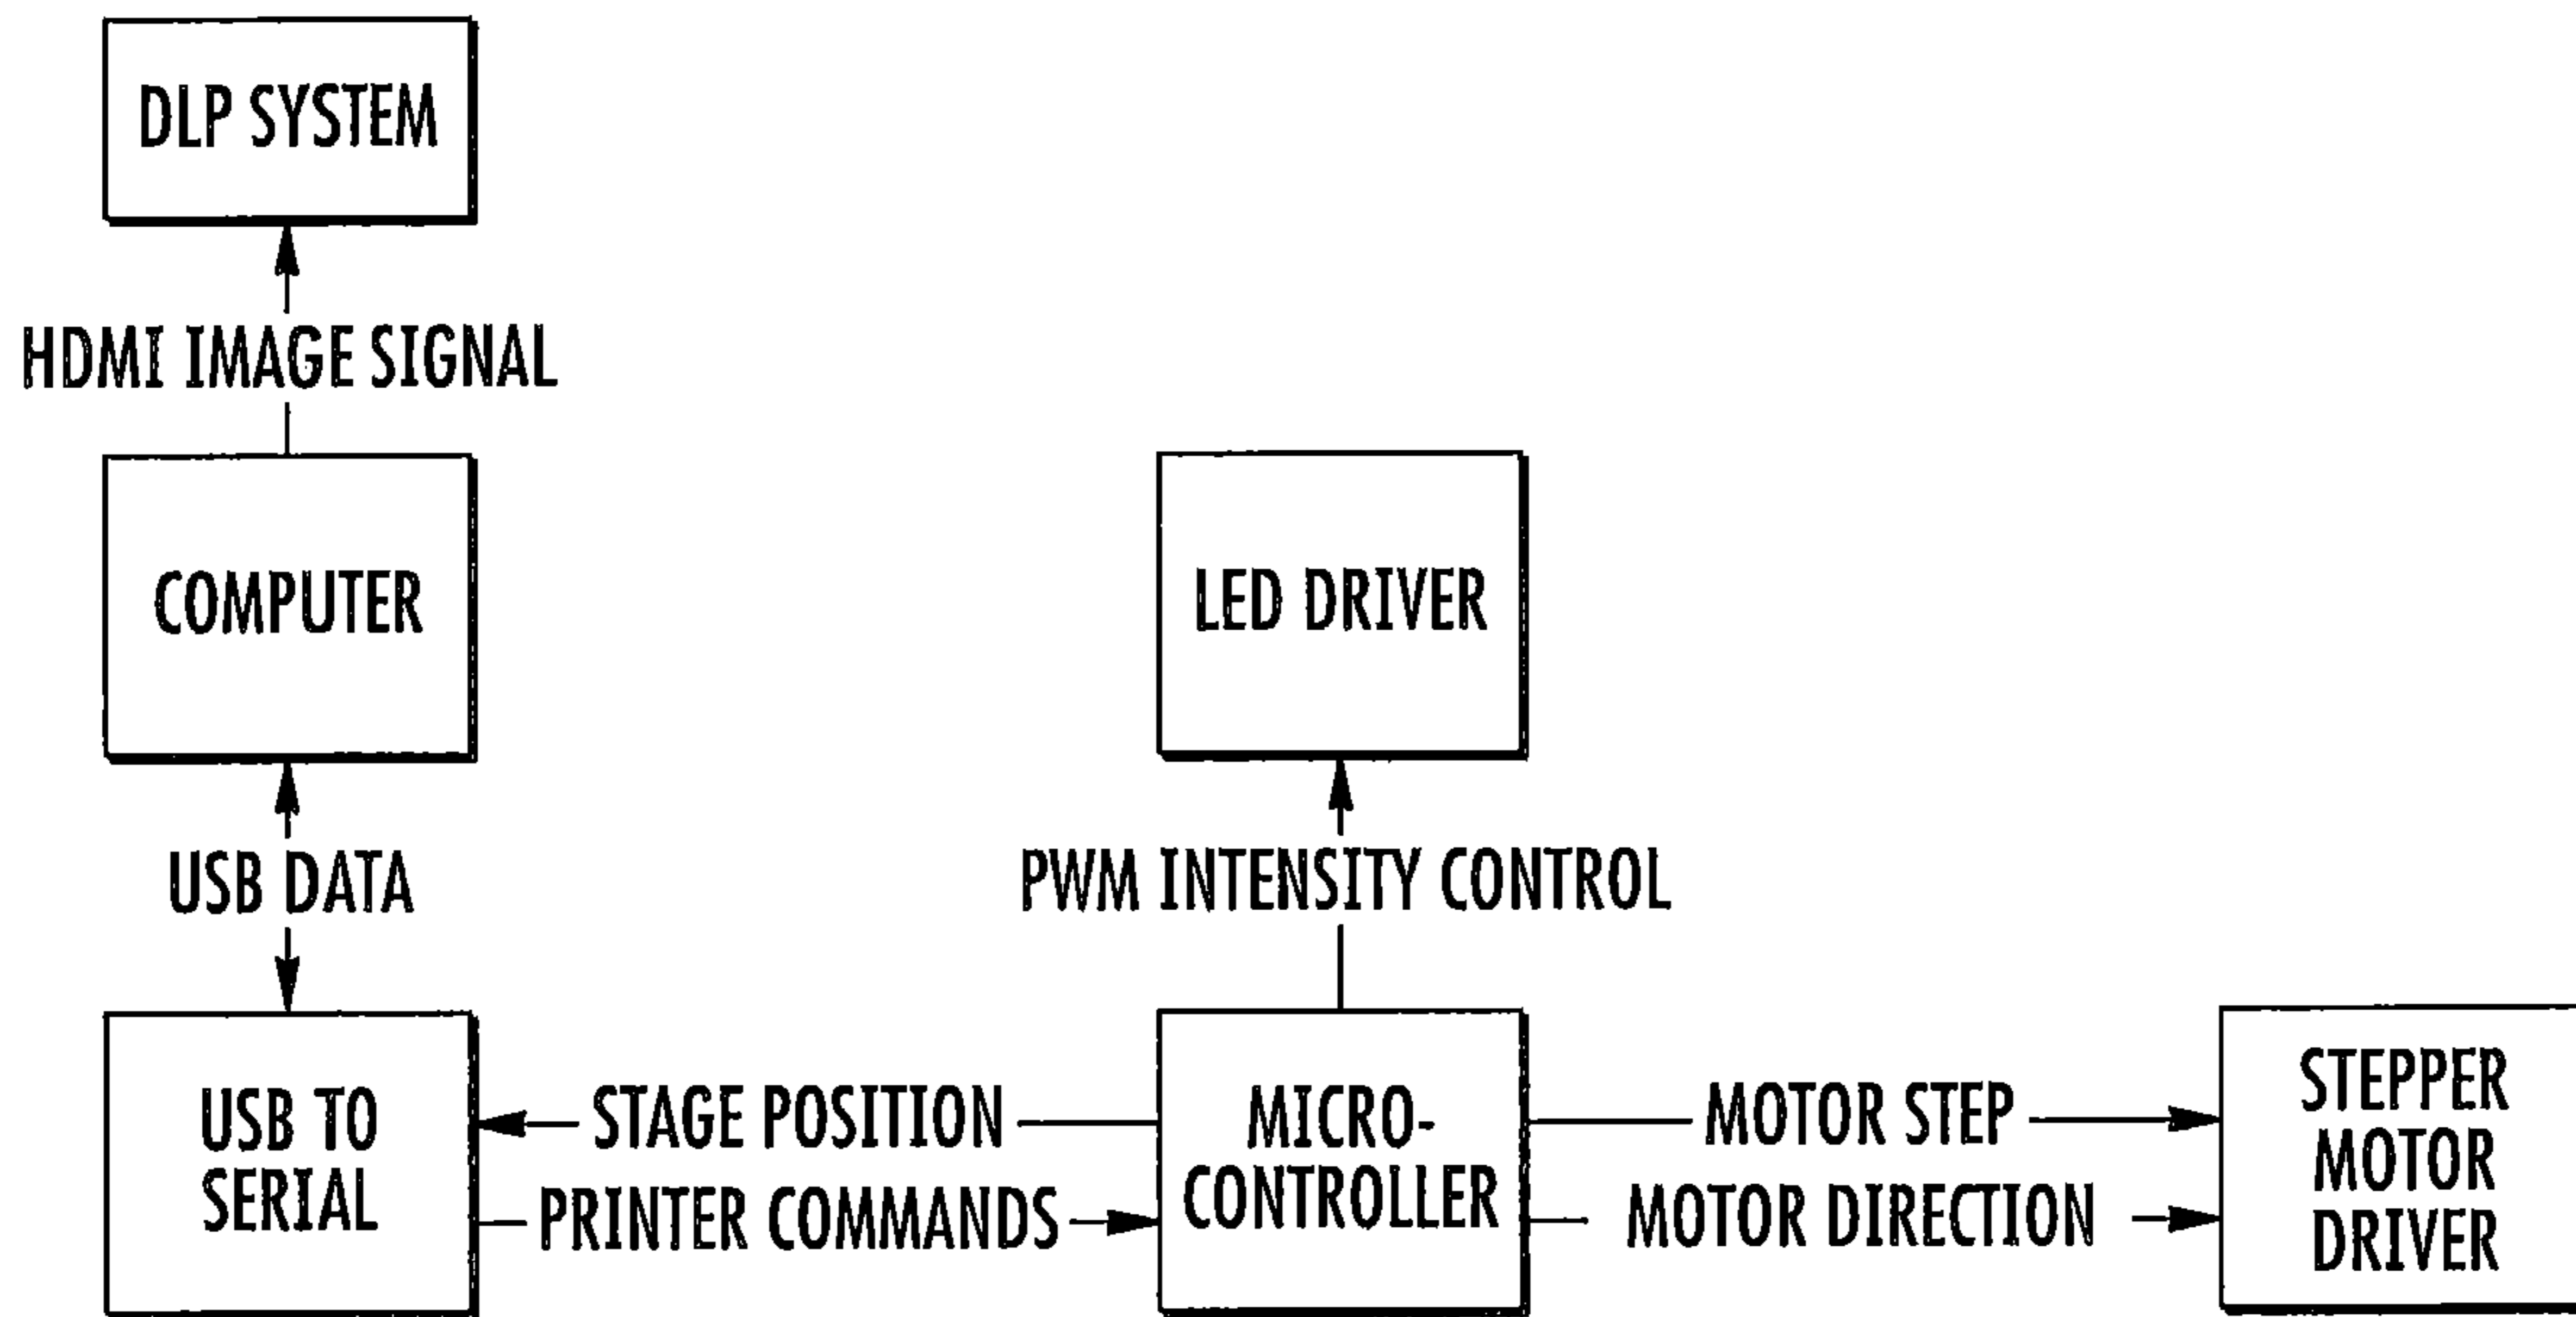 DLP SYSTEM
HDMI IMAGE SIGNAL
COMPUTER
LED DRIVER
USB DATA
PWM INTENSITY CONTROL
USB TO
SERIAL
STAGE POSITION
PRINTER COMMANDS
MICRO-
CONTROLLER
MOTOR STEP
MOTOR DIRECTION
STEPPER
MOTOR
DRIVER